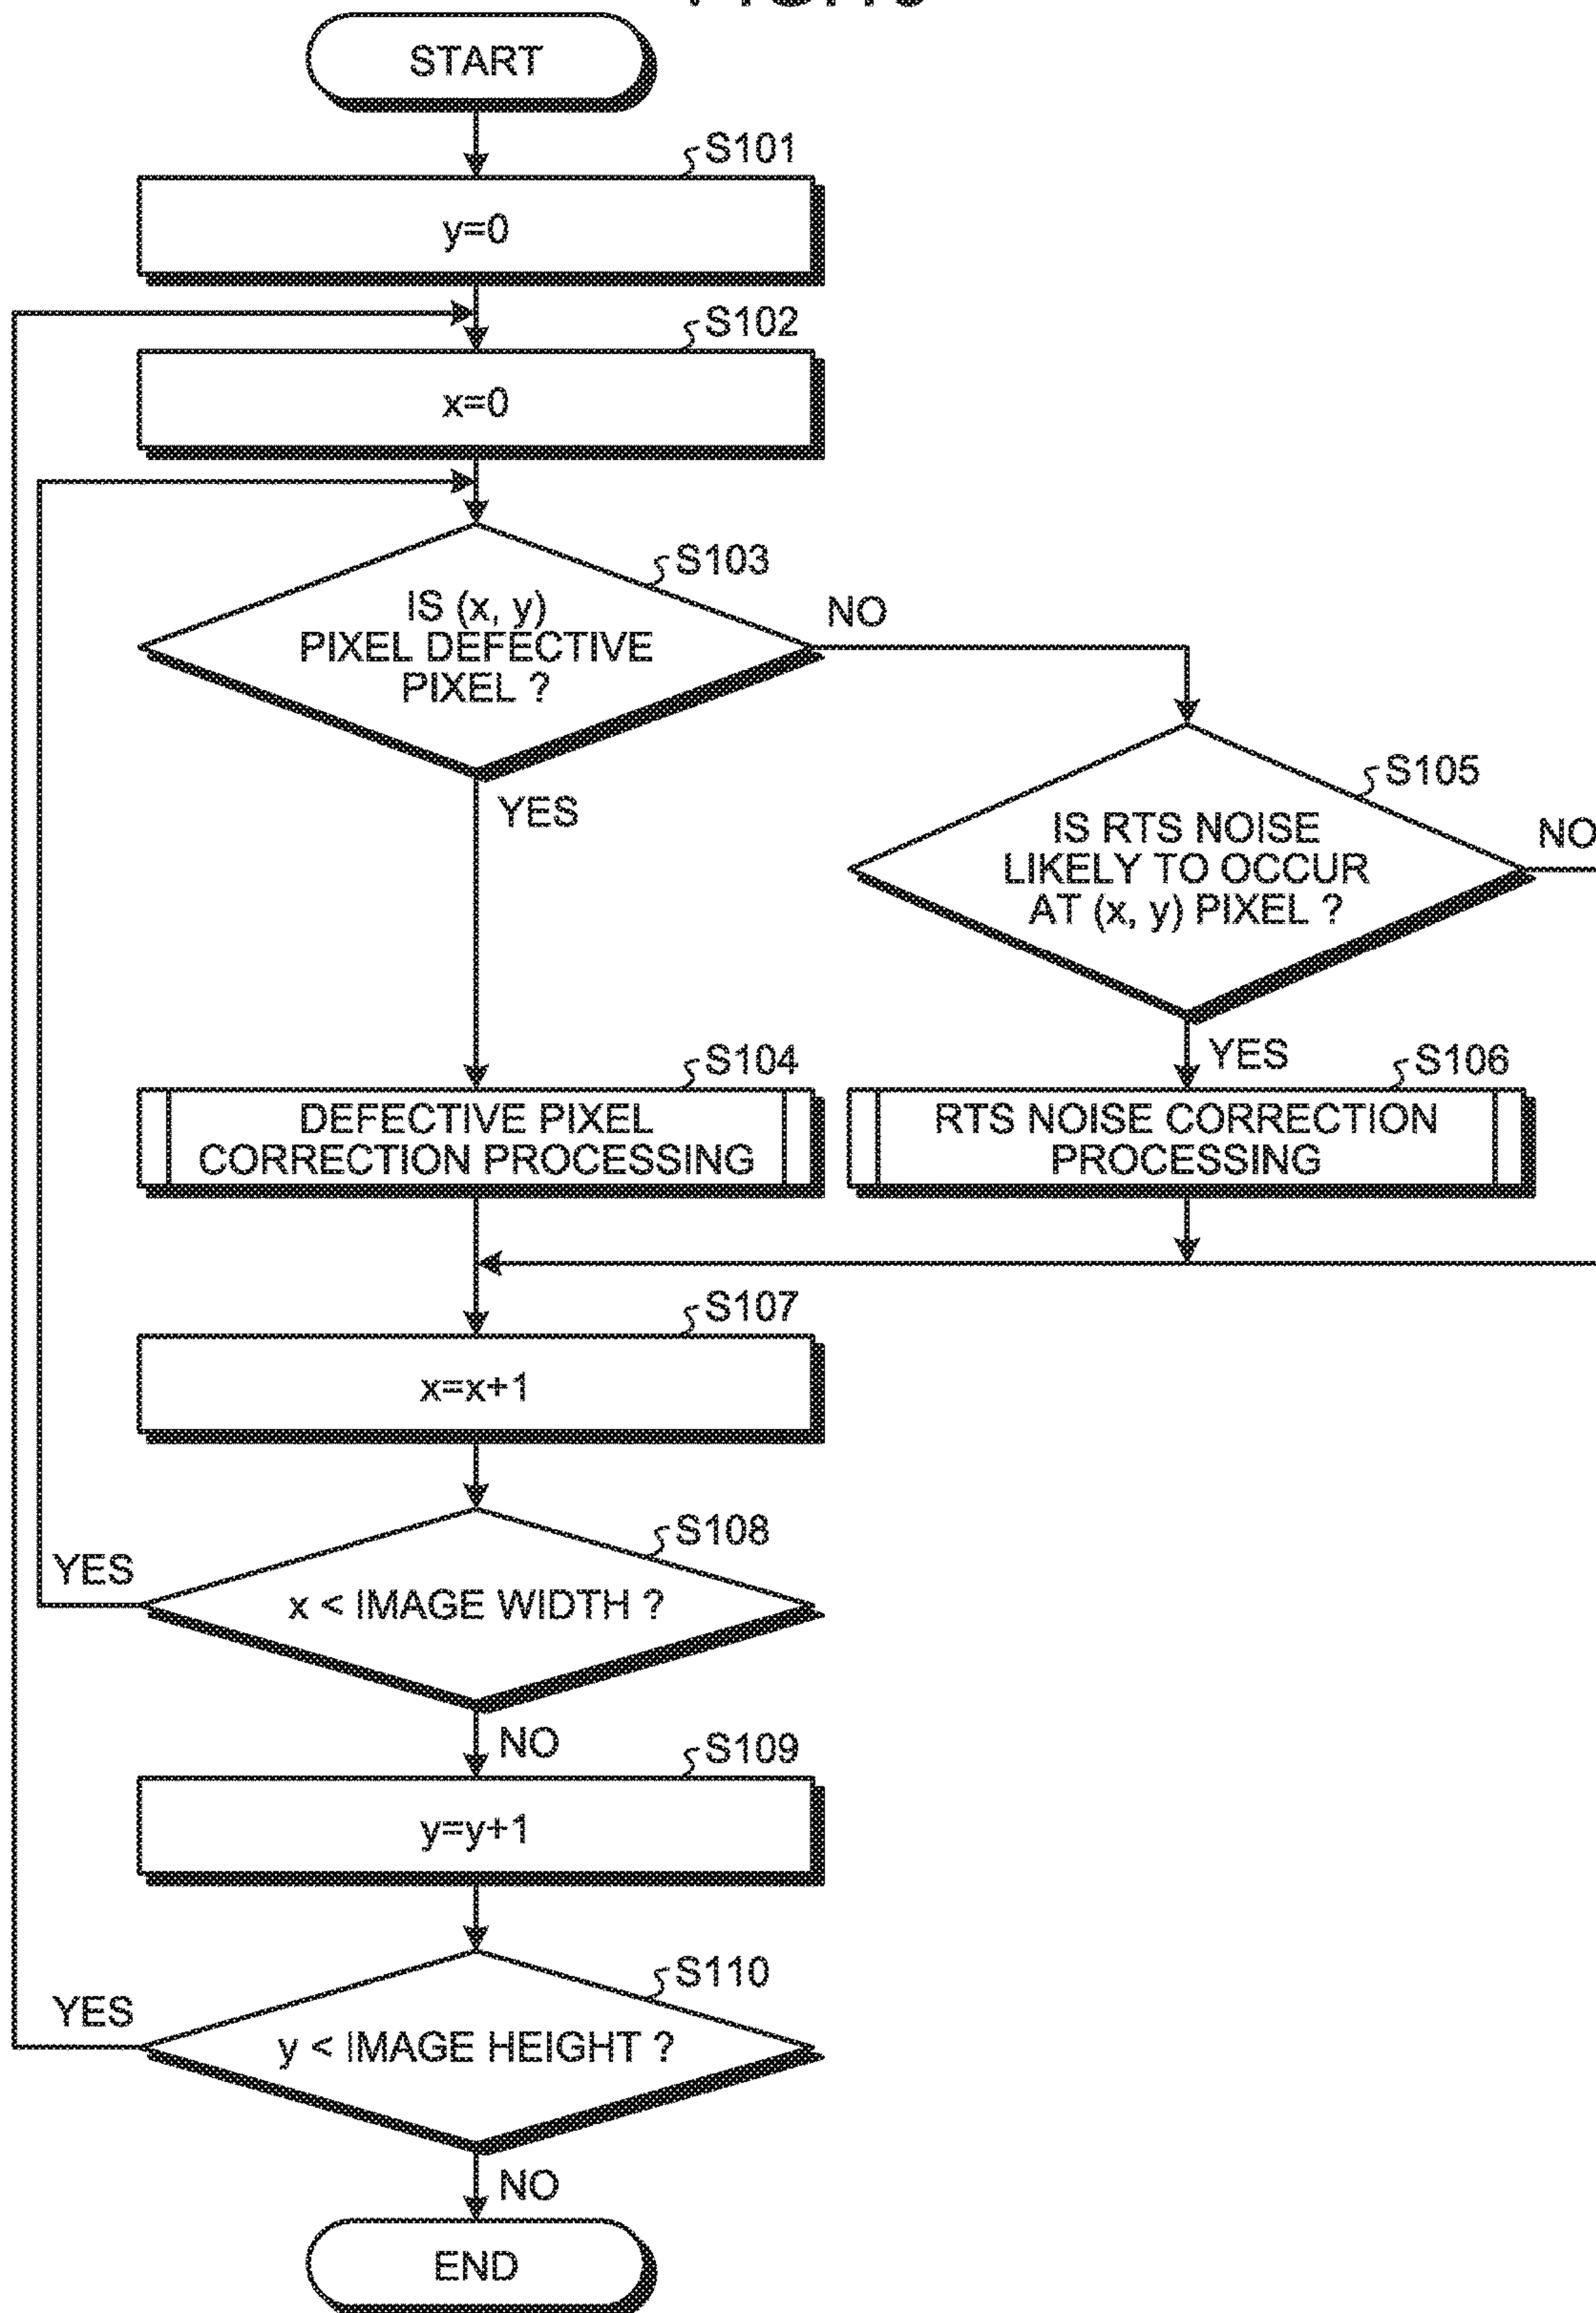 START
S101
y=0
S102
x=0
S103
IS (x, y)
PIXEL DEFECTIVE
PIXEL ?
NO
YES
S105
IS RTS NOISE
LIKELY TO OCCUR
AT (x, y) PIXEL ?
NO
YES
S104
DEFECTIVE PIXEL
CORRECTION PROCESSING
S106
RTS NOISE CORRECTION
PROCESSING
S107
x=x+1
S108
x < IMAGE WIDTH ?
YES
NO
S109
y=y+1
S110
y < IMAGE HEIGHT ?
YES
NO
END